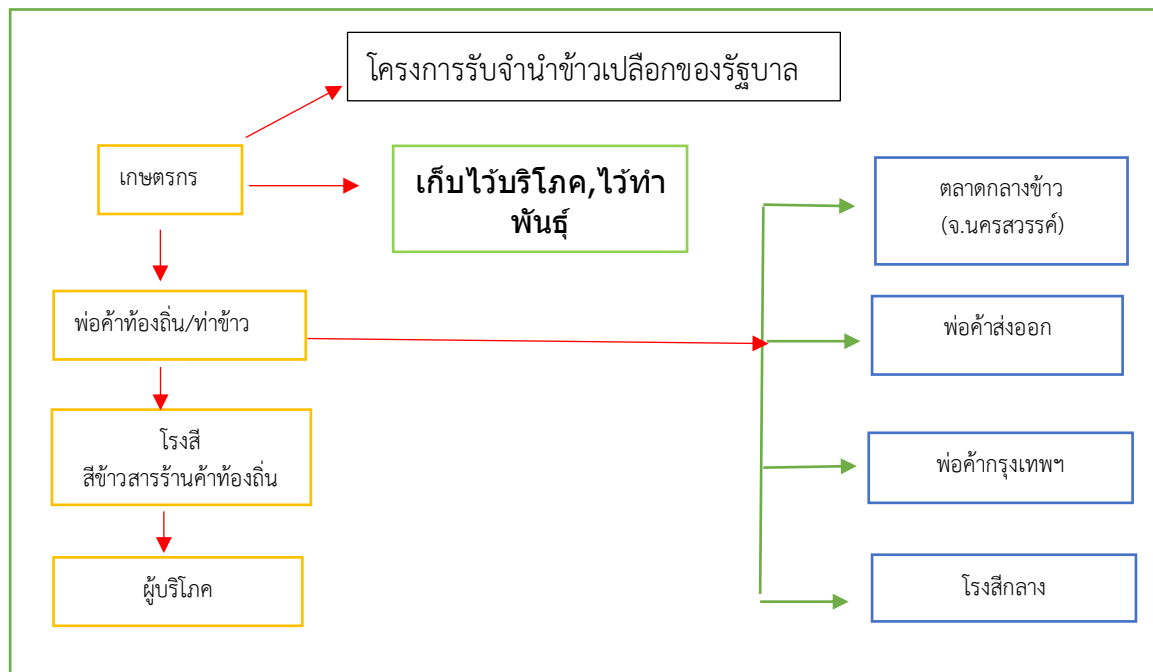 โครงการรับจำนำข้าวเปลือกของรัฐบาล
เกษตรกร
เก็บไว้บริโภค,ไว้ทำ
พันธุ์
ตลาดกลางข้าว
(จ.นครสวรรค์)
พ่อค้าท้องถิ่น/ท่าข้าว
พ่อค้าส่งออก
โรงสี
สีข้าวสารร้านค้าท้องถิ่น
พ่อค้ากรุงเทพฯ
ผู้บริโภค
โรงสีกลาง